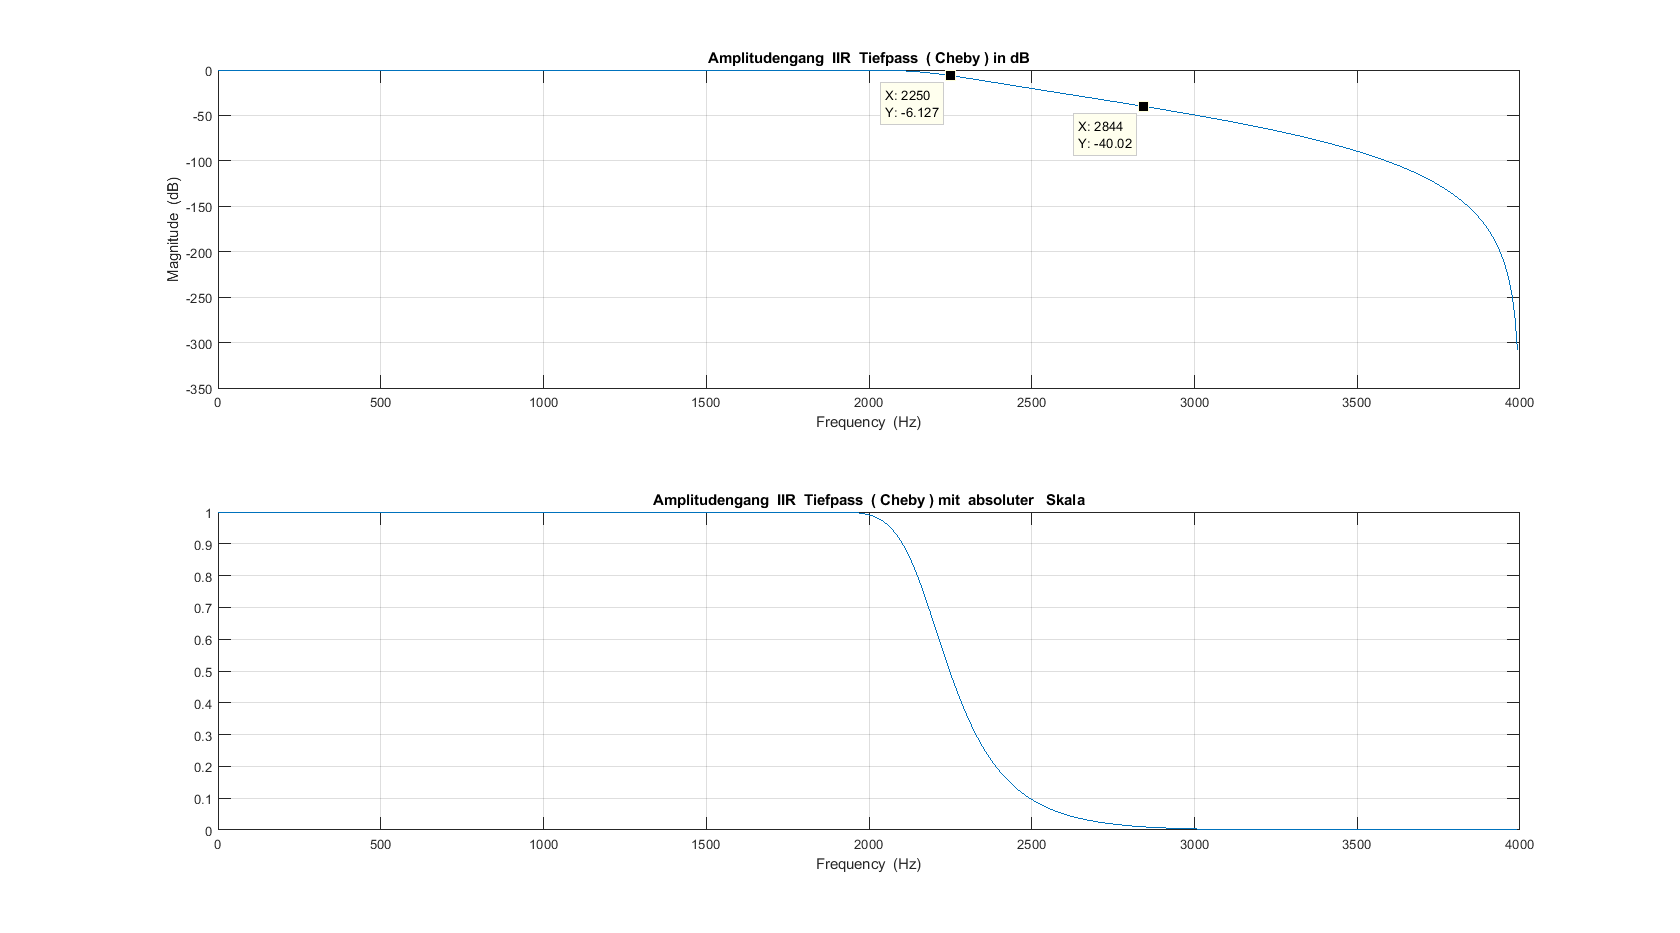 Amplitudengang IIR Tiefpass ( Cheby ) in dB
0
-50
-100
-150
-200
-250
-300
-350
Magnitude (dB)
X: 2250
Y: -6.127
X: 2844
Y: -40.02
0 500 1000 1500 2000 2500 3000 3500 4000
Frequency (Hz)
Amplitudengang IIR Tiefpass ( Cheby ) mit absoluter Skala
1
0.9
0.8
0.7
0.6
0.5
0.4
0.3
0.2
0.1
0
0 500 1000 1500 2000 2500 3000 3500 4000
Frequency (Hz)